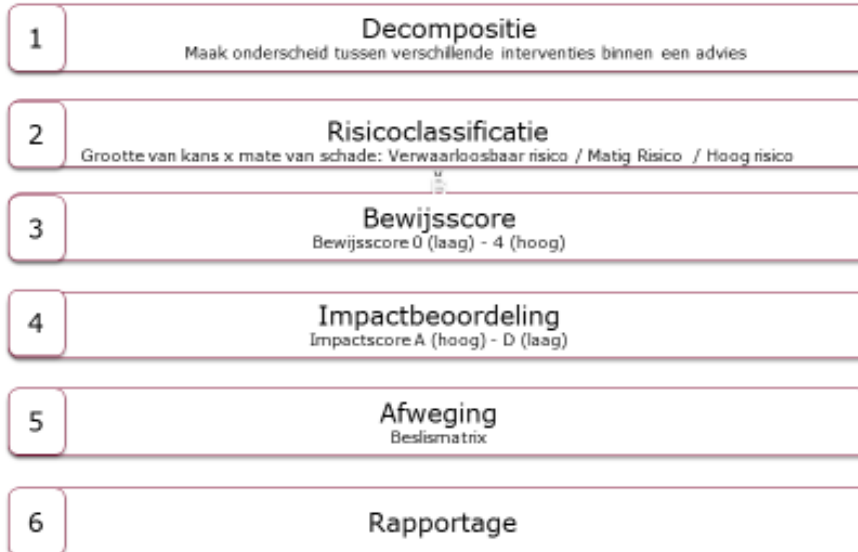 1
Decompositie
Maak onderscheid tussen verschillende interventies binnen een advies
2
Risicoclassificatie
Grootte van kans x mate van schade: Verwaarloosbaar risico / Matig Risico / Hoog risico
3
Bewijsscore
Bewijsscore 0 (laag) - 4 (hoog)
4
Impactbeoordeling
Impactscore A (hoog) - D (laag)
5
Afweging
Beslismatrix
6
Rapportage